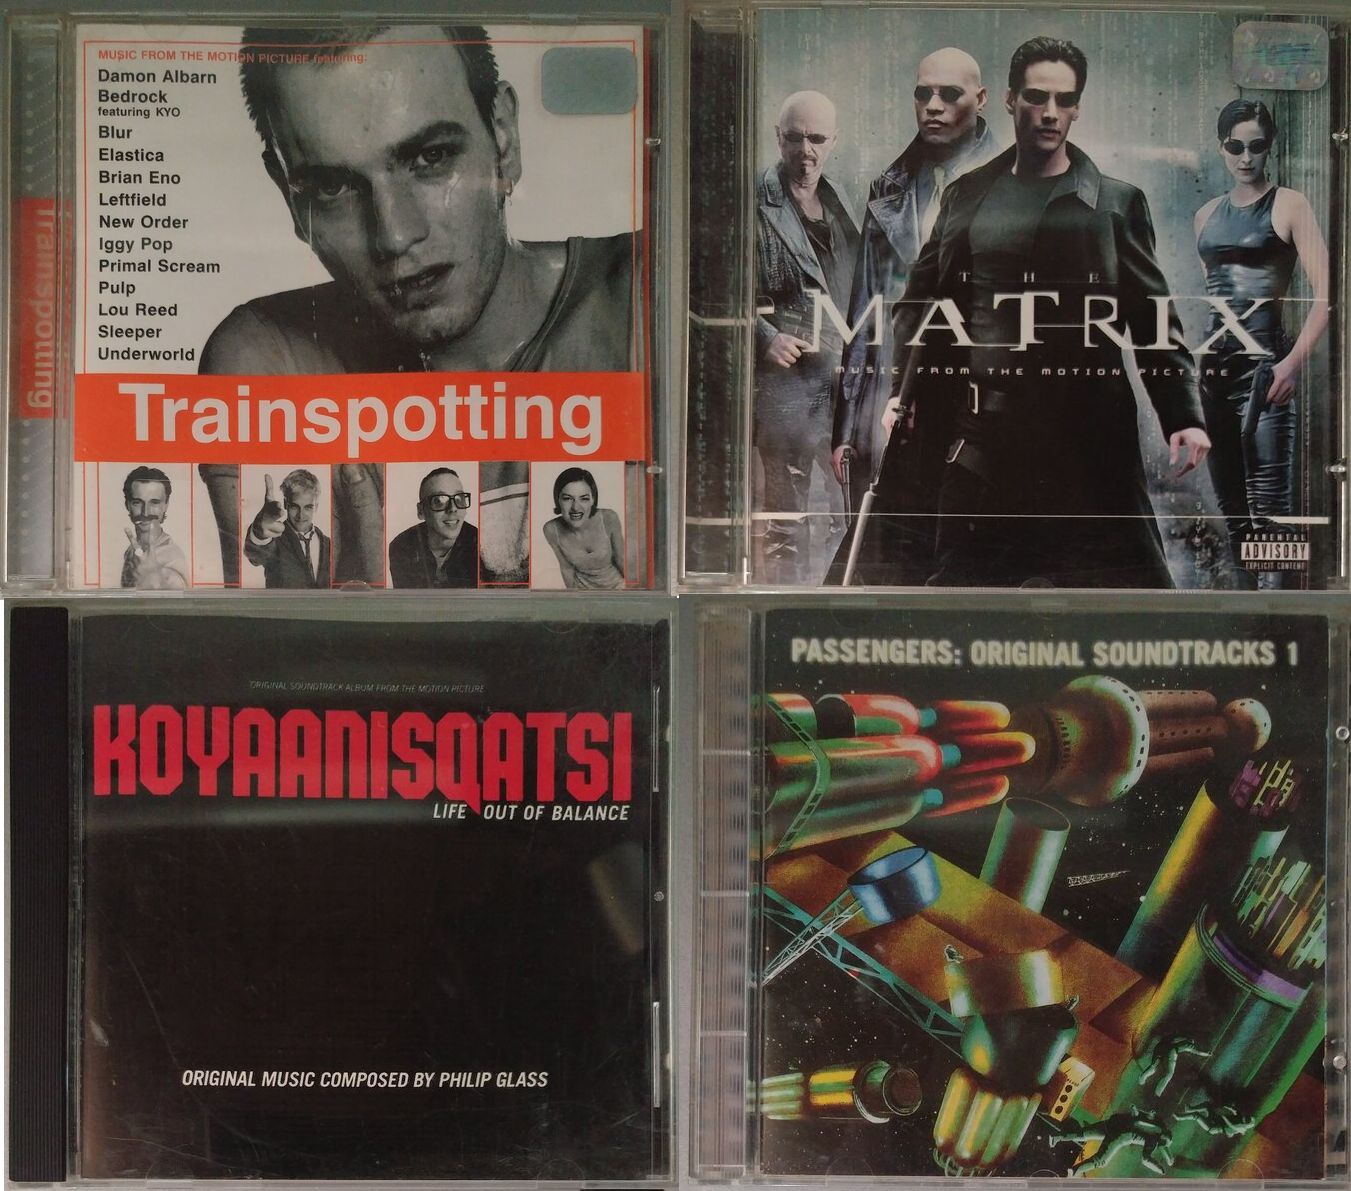 MUSIC FROM THE MOTION PICTURE featuring:
Damon Albarn
Bedrock
featuring KYO
Blur
Elastica
Brian Eno
Leftfield
New Order
Iggy Pop
Primal Scream
Pulp
Lou Reed
Sleeper
Underworld
Trainspotting
Trainspotting
THE
MATRIX
MUSIC FROM THE MOTION PICTURE
PARENTAL
ADVISORY
EXPLICIT CONTENT
ORIGINAL SOUNDTRACK ALBUM FROM THE MOTION PICTURE
KOYAANISQATSI
LIFE OUT OF BALANCE
ORIGINAL MUSIC COMPOSED BY PHILIP GLASS
PASSENGERS: ORIGINAL SOUNDTRACKS 1